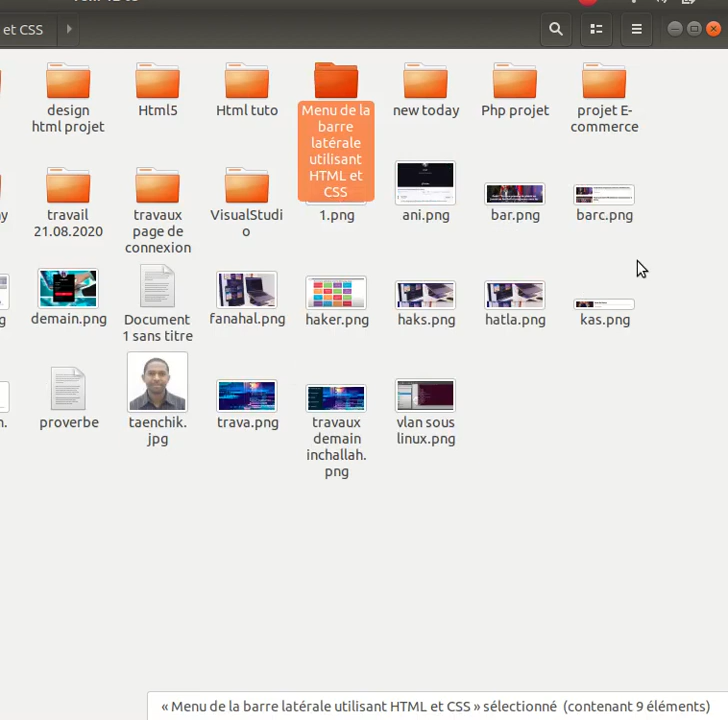 et CSS
design
html projet
Html5
Html tuto
Menu de la
barre
latérale
utilisant
HTML et
CSS
new today
Php projet
projet E-
commerce
travail
21.08.2020
travaux
page de
connexion
VisualStudi
o
1.png
ani.png
bar.png
barc.png
demain.png
Document
1 sans titre
fanahal.png
haker.png
haks.png
hatla.png
kas.png
proverbe
taenchik.
jpg
trava.png
travaux
demain
inchallah.
png
vlan sous
linux.png
« Menu de la barre latérale utilisant HTML et CSS » sélectionné (contenant 9 éléments)